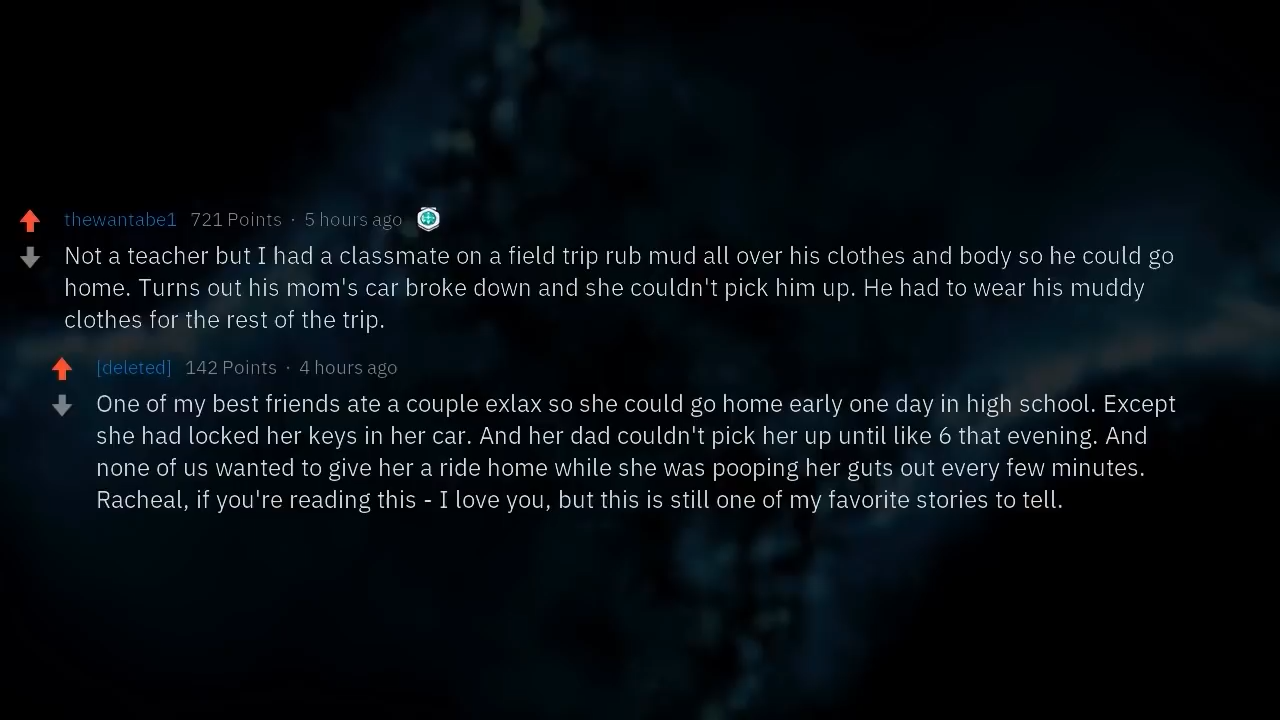 thewantabe1 721 Points · 5 hours ago
Not a teacher but I had a classmate on a field trip rub mud all over his clothes and body so he could go
home. Turns out his mom's car broke down and she couldn't pick him up. He had to wear his muddy
clothes for the rest of the trip.
[deleted] 142 Points · 4 hours ago
One of my best friends ate a couple exlax so she could go home early one day in high school. Except
she had locked her keys in her car. And her dad couldn't pick her up until like 6 that evening. And
none of us wanted to give her a ride home while she was pooping her guts out every few minutes.
Racheal, if you're reading this - I love you, but this is still one of my favorite stories to tell.